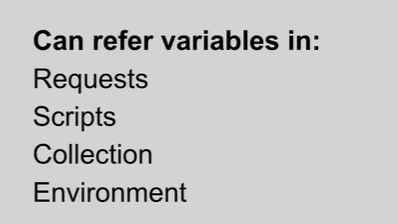 Can refer variables in:
Requests
Scripts
Collection
Environment